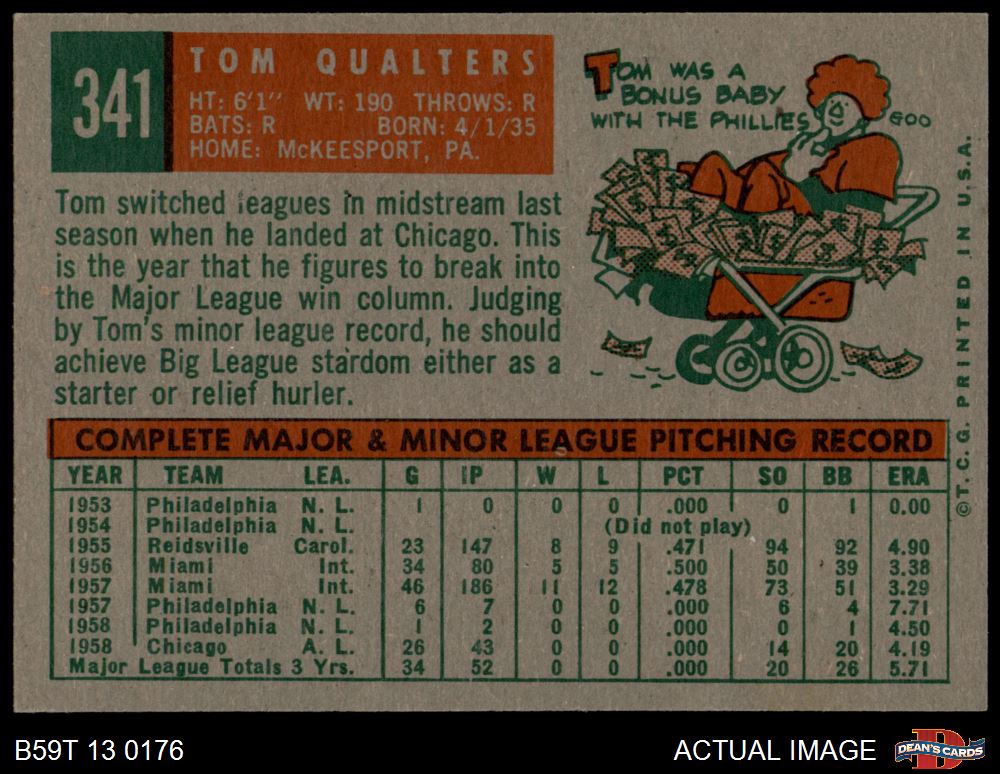 341
TOM QUALTERS
HT: 6'1" WT: 190 THROWS: R
BATS: R BORN: 4/1/35
HOME: McKEESPORT, PA.
TOM WAS A
BONUS BABY
WITH THE PHILLIES
GOO
Tom switched leagues in midstream last
season when he landed at Chicago. This
is the year that he figures to break into
the Major League win column. Judging
by Tom's minor league record, he should
achieve Big League stardom either as a
starter or relief hurler.
COMPLETE MAJOR & MINOR LEAGUE PITCHING RECORD
YEAR TEAM LEA. G IP W L PCT SO BB ERA
1953 Philadelphia N. L. 1 0 0 0 .000 0 1 0.00
1954 Philadelphia N. L. (Did not play)
1955 Reidsville Carol. 23 147 8 9 .471 94 92 4.90
1956 Miami Int. 34 80 5 5 .500 50 39 3.38
1957 Miami Int. 46 186 11 12 .478 73 51 3.29
1957 Philadelphia N. L. 6 7 0 0 .000 6 4 7.71
1958 Philadelphia N. L. 1 2 0 0 .000 0 1 4.50
1958 Chicago A. L. 26 43 0 0 .000 14 20 4.19
Major League Totals 3 Yrs. 34 52 0 0 .000 20 26 5.71
©T.C.G. PRINTED IN U.S.A.
B59T 13 0176
ACTUAL IMAGE
D
DEAN'S CARDS